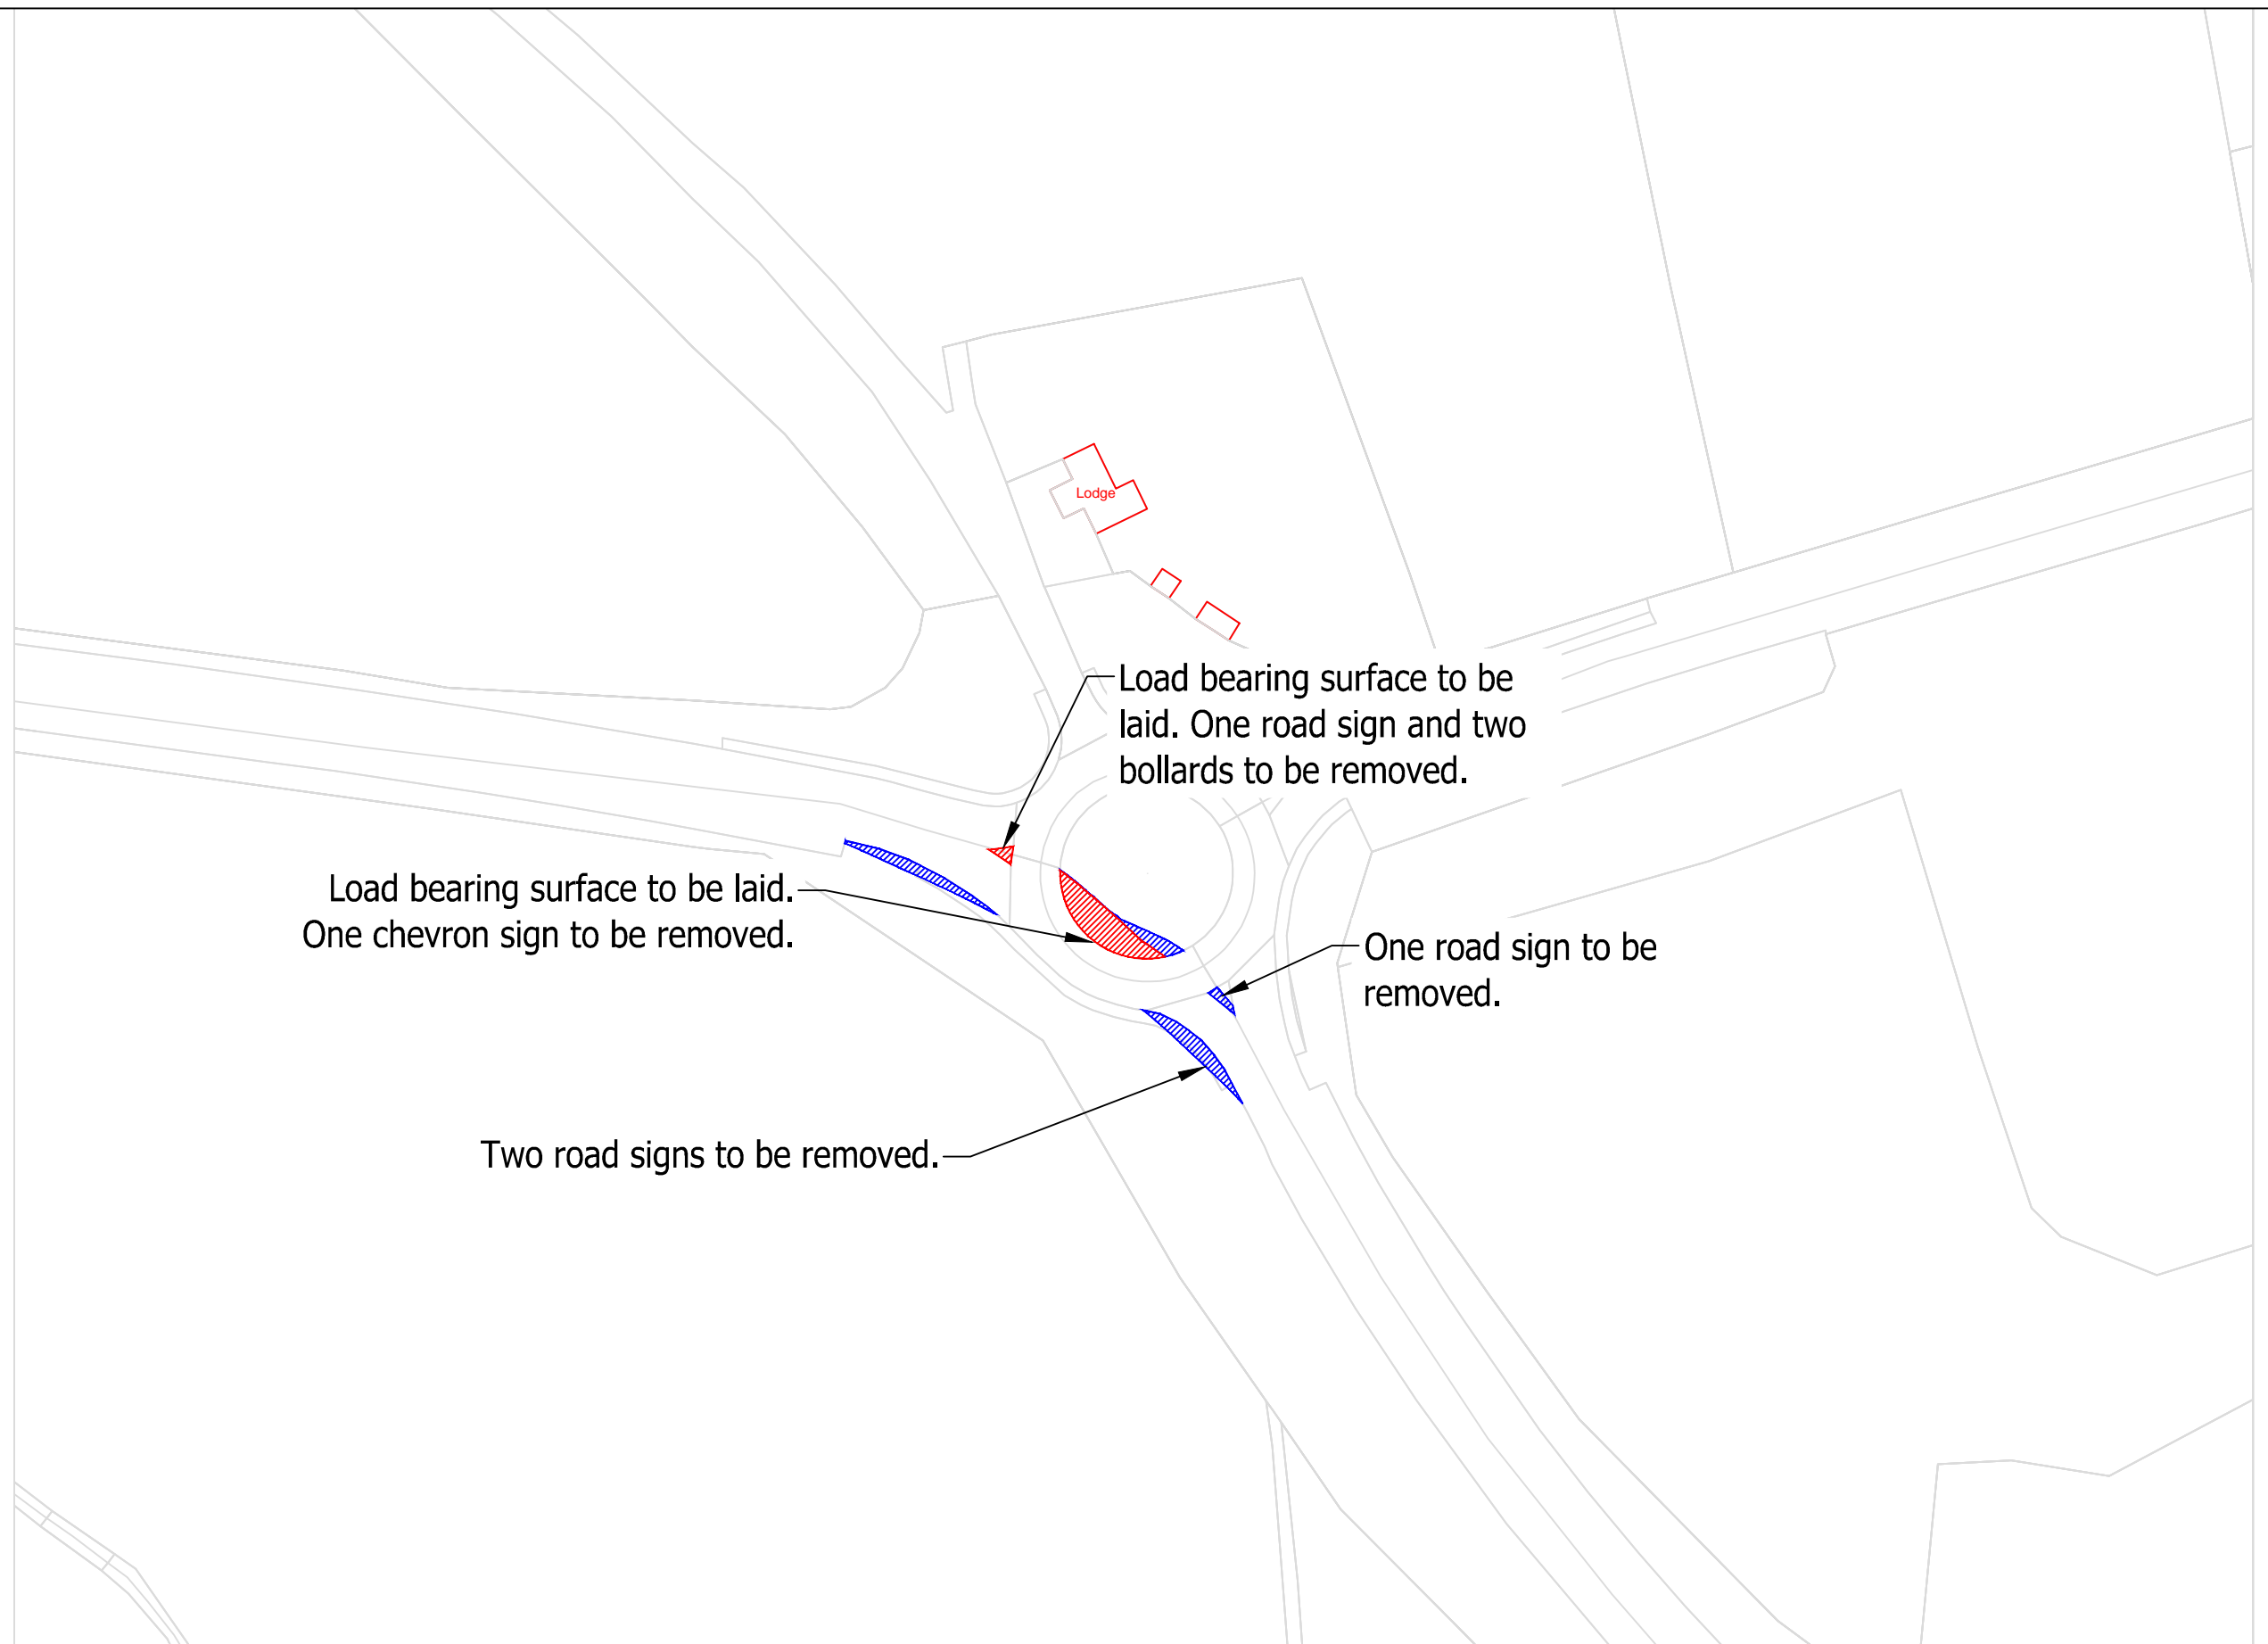 Lodge
Load bearing surface to be
laid. One road sign and two
bollards to be removed.
Load bearing surface to be laid.
One chevron sign to be removed.
One road sign to be
removed.
Two road signs to be removed.